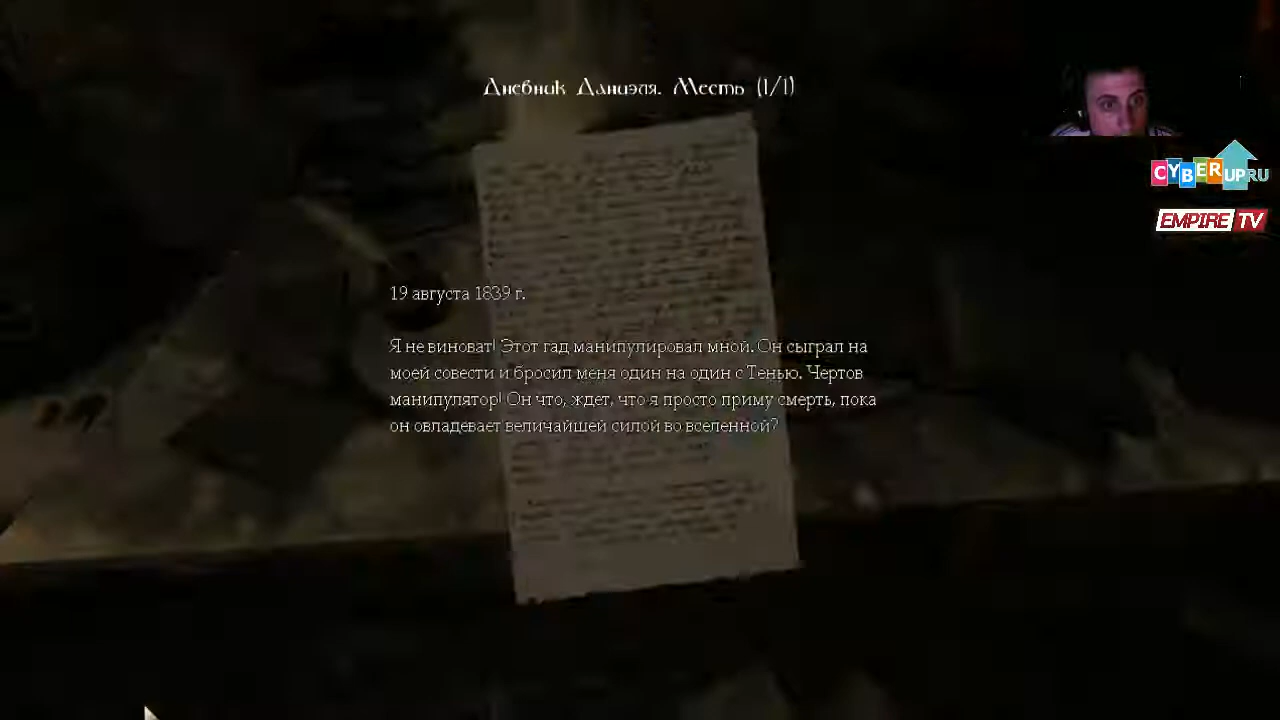 Дневник Даниэля. Месть (1/1)
CYBERUP.RU
EMPIRE TV
19 августа 1839 г.
Я не виноват! Этот гад манипулировал мной. Он сыграл на
моей совести и бросил меня один на один с Тенью. Чертов
манипулятор! Он что, ждет, что я просто приму смерть, пока
он овладевает величайшей силой во вселенной?